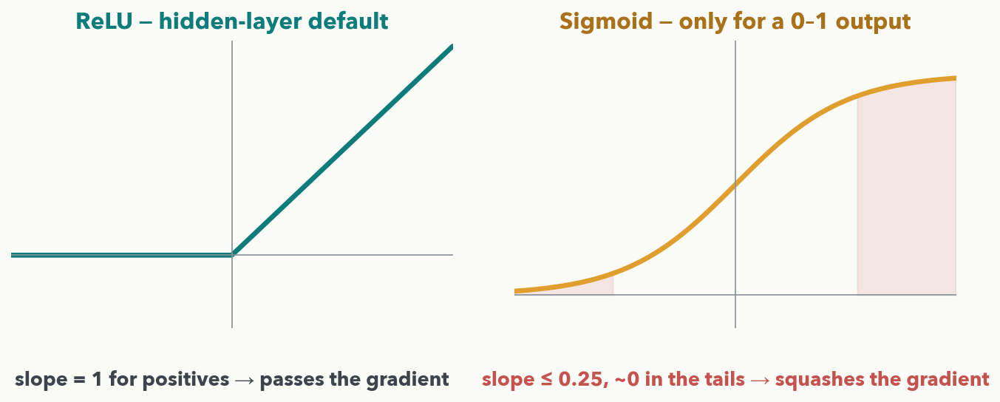 ReLU – hidden-layer default
Sigmoid – only for a 0–1 output
slope = 1 for positives → passes the gradient
slope ≤ 0.25, ~0 in the tails → squashes the gradient